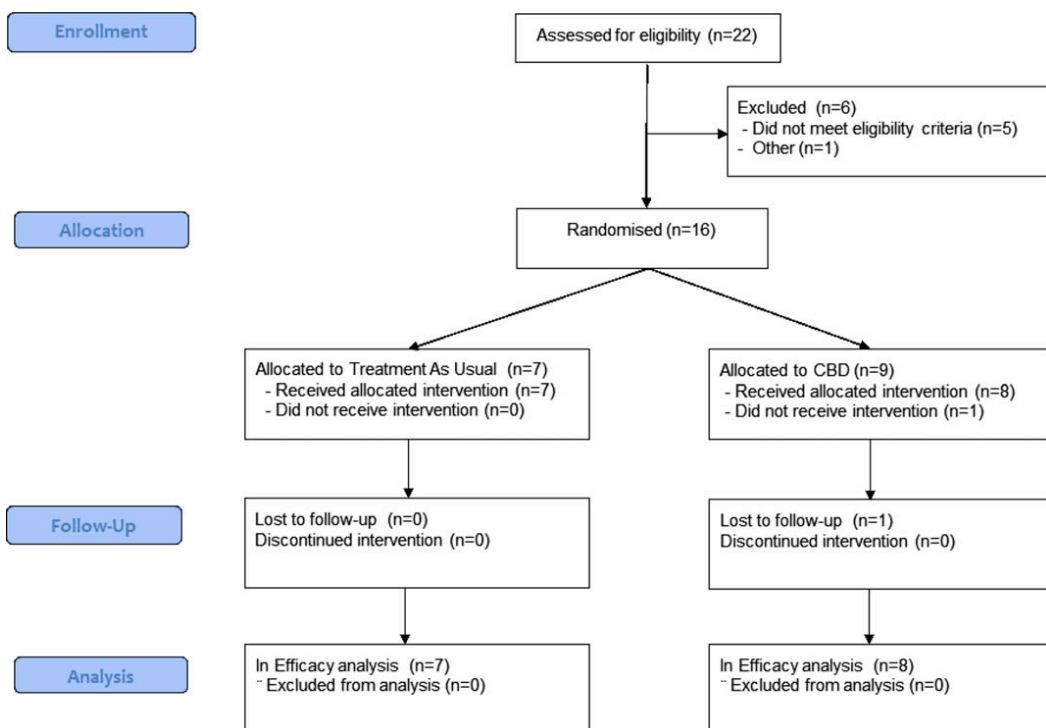 Enrollment
Assessed for eligibility (n=22)
Excluded (n=6)
- Did not meet eligibility criteria (n=5)
- Other (n=1)
Allocation
Randomised (n=16)
Allocated to Treatment As Usual (n=7)
- Received allocated intervention (n=7)
- Did not receive intervention (n=0)
Allocated to CBD (n=9)
- Received allocated intervention (n=8)
- Did not receive intervention (n=1)
Follow-Up
Lost to follow-up (n=0)
Discontinued intervention (n=0)
Lost to follow-up (n=1)
Discontinued intervention (n=0)
Analysis
In Efficacy analysis (n=7)
¨ Excluded from analysis (n=0)
In Efficacy analysis (n=8)
¨ Excluded from analysis (n=0)